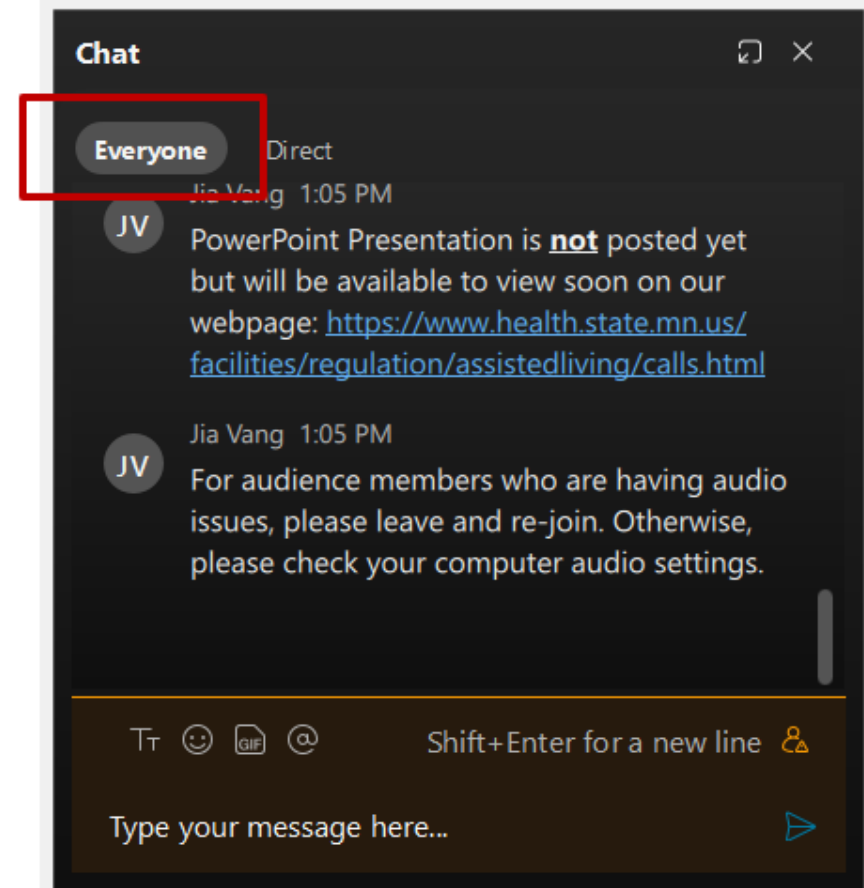 Chat
Everyone Direct
Jia Vang 1:05 PM
JV
PowerPoint Presentation is not posted yet
but will be available to view soon on our
webpage: https://www.health.state.mn.us/
facilities/regulation/assistedliving/calls.html
Jia Vang 1:05 PM
JV
For audience members who are having audio
issues, please leave and re-join. Otherwise,
please check your computer audio settings.
TT GIF @ Shift+Enter for a new line
Type your message here...